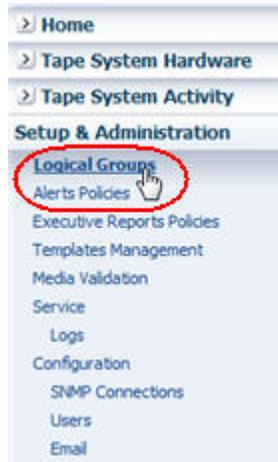 Home
Tape System Hardware
Tape System Activity
Setup & Administration
Logical Groups
Alerts Policies
Executive Reports Policies
Templates Management
Media Validation
Service
Logs
Configuration
SNMP Connections
Users
Email